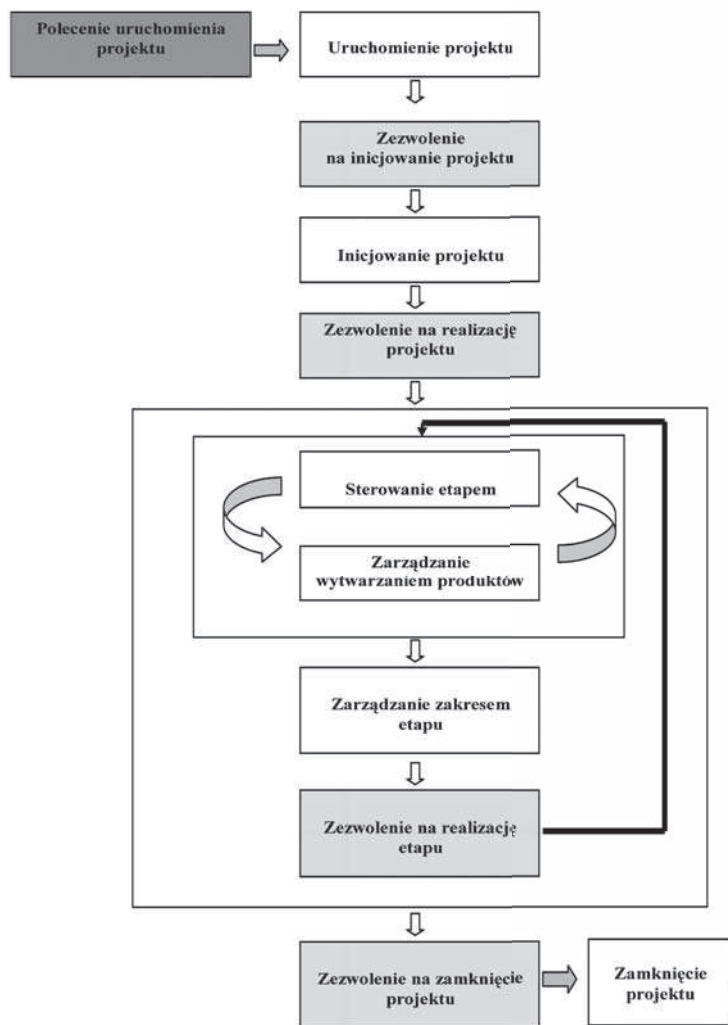 Polecenie uruchomienia
projektu
Uruchomienie projektu
Zezwolenie
na inicjowanie projektu
Inicjowanie projektu
Zezwolenie na realizację
projektu
Sterowanie etapem
Zarządzanie
wytwarzaniem produktów
Zarządzanie zakresem
etapu
Zezwolenie na realizację
etapu
Zezwolenie na zamknięcie
projektu
Zamknięcie
projektu